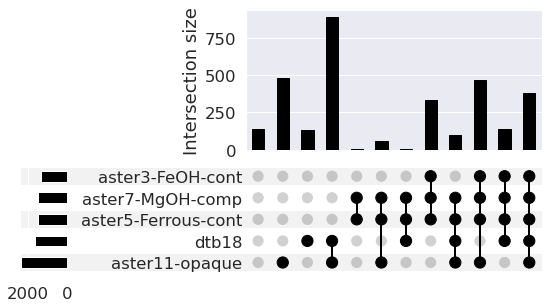 Intersection size
750
500
250
0
aster3-FeOH-cont
aster7-MgOH-comp
aster5-Ferrous-cont
dtb18
aster11-opaque
2000 0